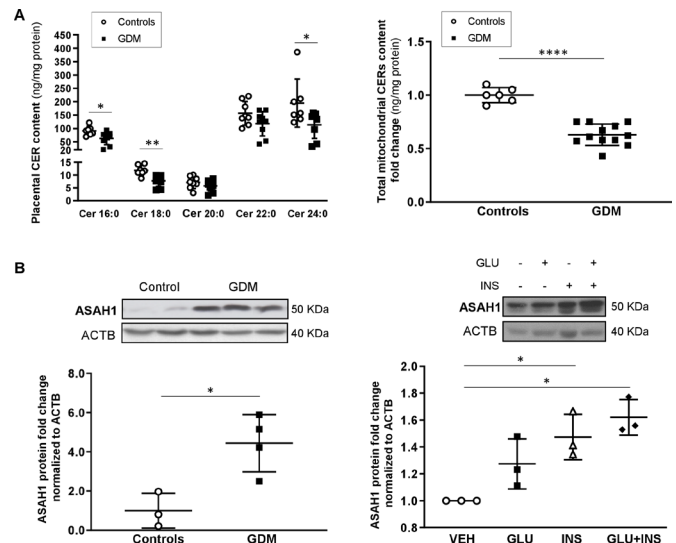 A
Controls
GDM
Placental CER content (ng/mg protein)
450
400
350
300
250
200
150
100
50
20
15
10
5
0
*
**
*
Cer 16:0 Cer 18:0 Cer 20:0 Cer 22:0 Cer 24:0
Controls
GDM
Total mitochondrial CERs content
fold change (ng/mg protein)
1.5
1.0
0.5
0.0
****
Controls GDM
B
Control GDM
ASAH1 50 KDa
ACTB 40 KDa
ASAH1 protein fold change
normalized to ACTB
8.0
6.0
4.0
2.0
0.0
*
Controls GDM
GLU - + - +
INS - - + +
ASAH1 50 KDa
ACTB 40 KDa
ASAH1 protein fold change
normalized to ACTB
2.0
1.8
1.6
1.4
1.2
1.0
0.8
*
*
VEH GLU INS GLU+INS